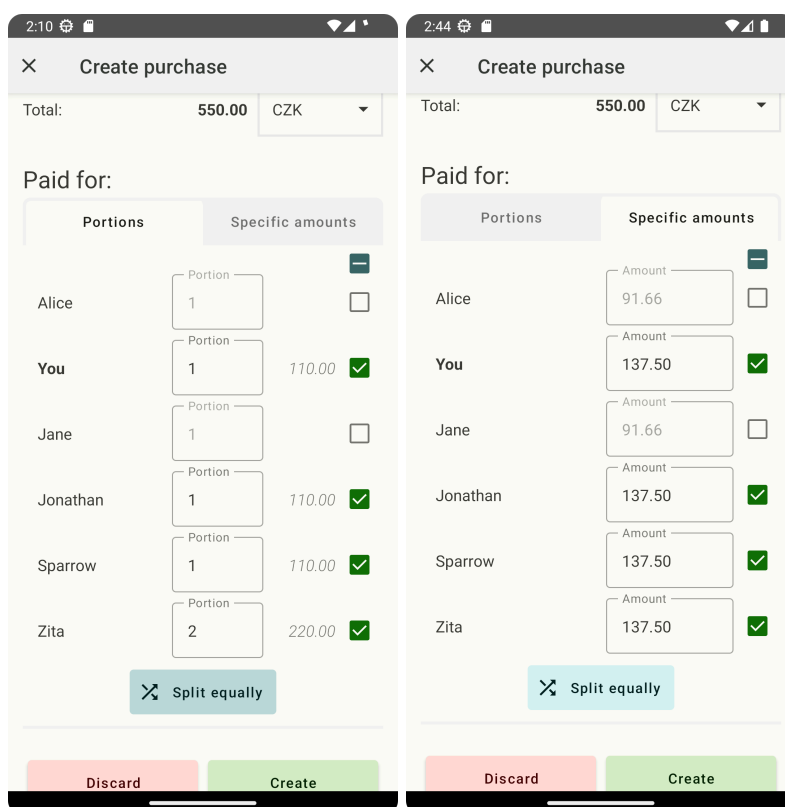 2:10
Create purchase
Total: 550.00 CZK
Paid for:
Portions Specific amounts
Portion
Alice 1
Portion
You 1 110.00
Portion
Jane 1
Portion
Jonathan 1 110.00
Portion
Sparrow 1 110.00
Portion
Zita 2 220.00
Split equally
Discard Create
2:44
Create purchase
Total: 550.00 CZK
Paid for:
Portions Specific amounts
Amount
Alice 91.66
Amount
You 137.50
Amount
Jane 91.66
Amount
Jonathan 137.50
Amount
Sparrow 137.50
Amount
Zita 137.50
Split equally
Discard Create